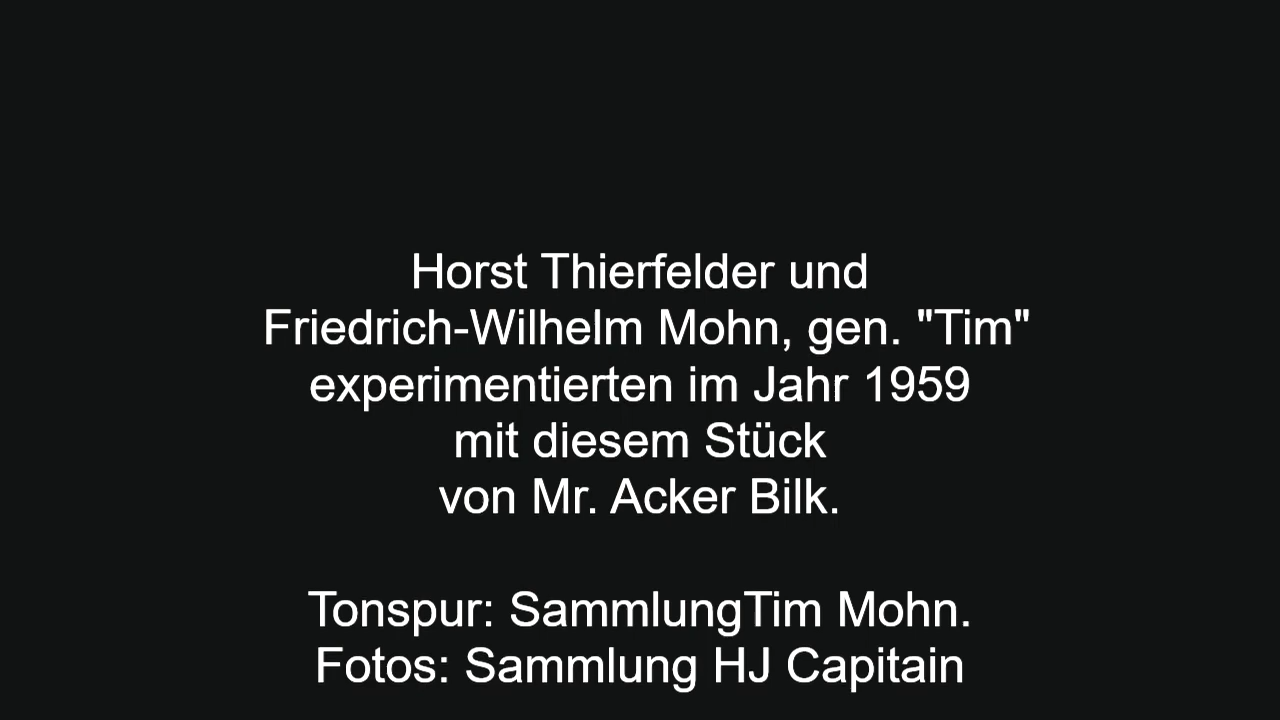 Horst Thierfelder und
Friedrich-Wilhelm Mohn, gen. "Tim"
experimentierten im Jahr 1959
mit diesem Stück
von Mr. Acker Bilk.
Tonspur: SammlungTim Mohn.
Fotos: Sammlung HJ Capitain